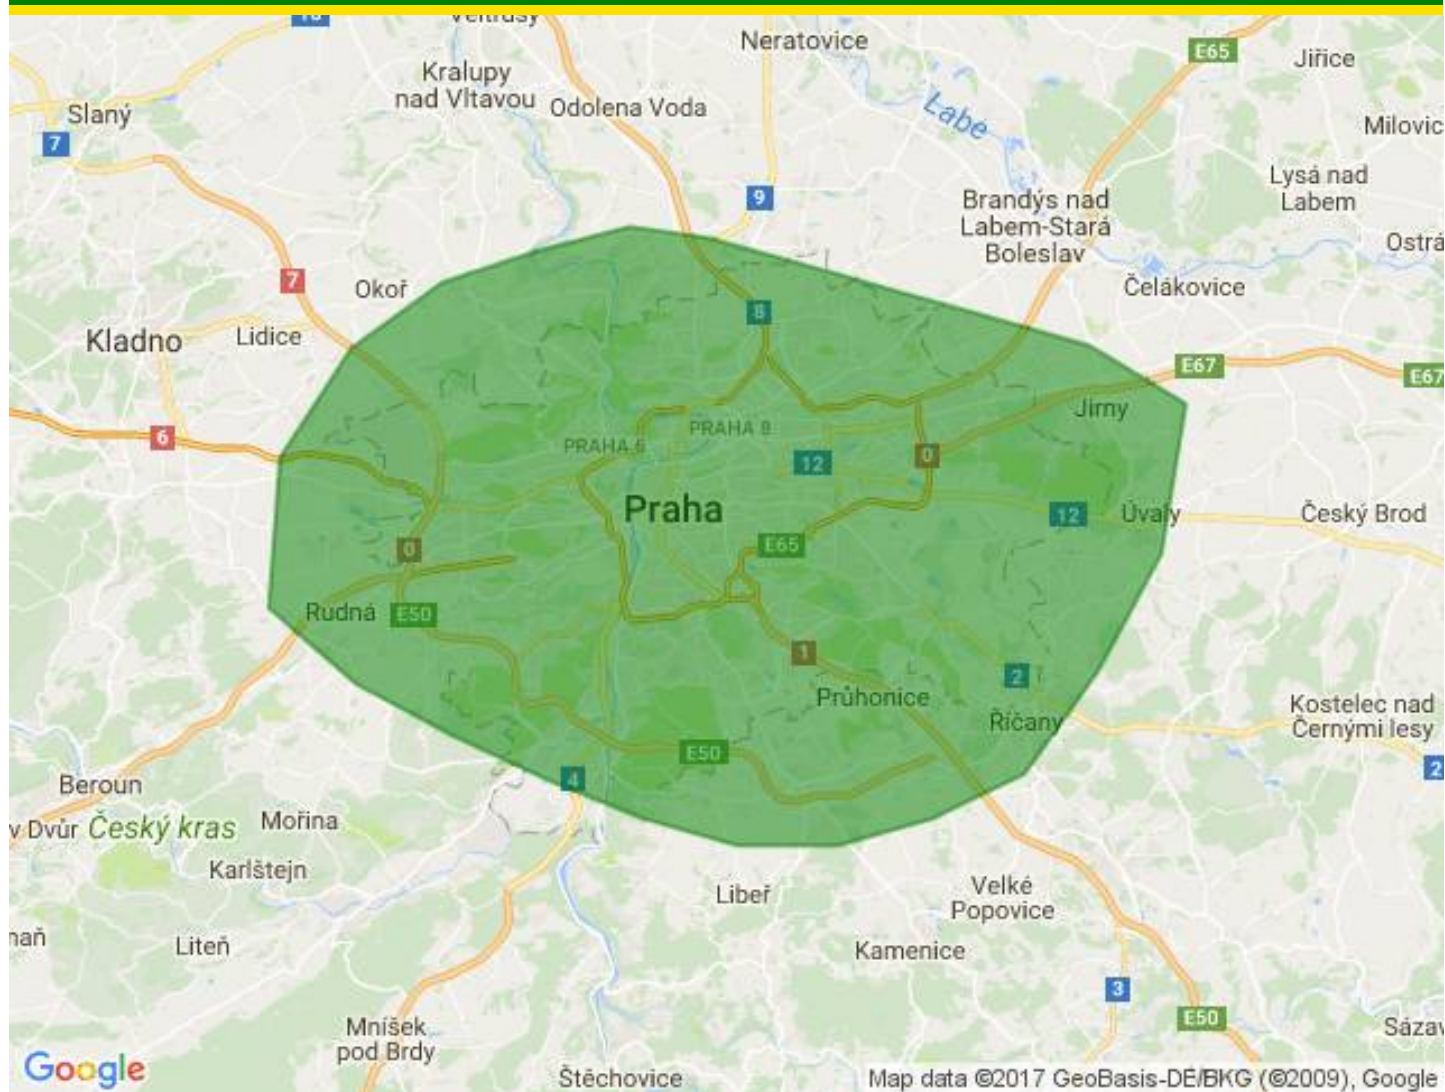 Neratovice
E65
Jiřice
Kralupy
nad Vltavou
Odolena Voda
Slaný
7
Labe
Milovic
9
Lysá nad
Labem
Brandýs nad
Labem-Stará
Boleslav
Ostrá
7
Okoř
Čelákovice
8
Kladno
Lidice
E67
E67
Jirny
PRAHA 8
PRAHA 6
6
12
0
Praha
12
Úvaly
Český Brod
E65
0
Rudná
E50
1
2
Průhonice
Říčany
Kostelec nad
Černými lesy
E50
4
2
Beroun
v Dvůr
Český kras
Mořina
Karlštejn
Libeř
Velké
Popovice
naň
Liteň
Kamenice
3
E50
Mníšek
pod Brdy
Sázav
Google
Štěchovice
Map data ©2017 GeoBasis-DE/BKG (©2009), Google